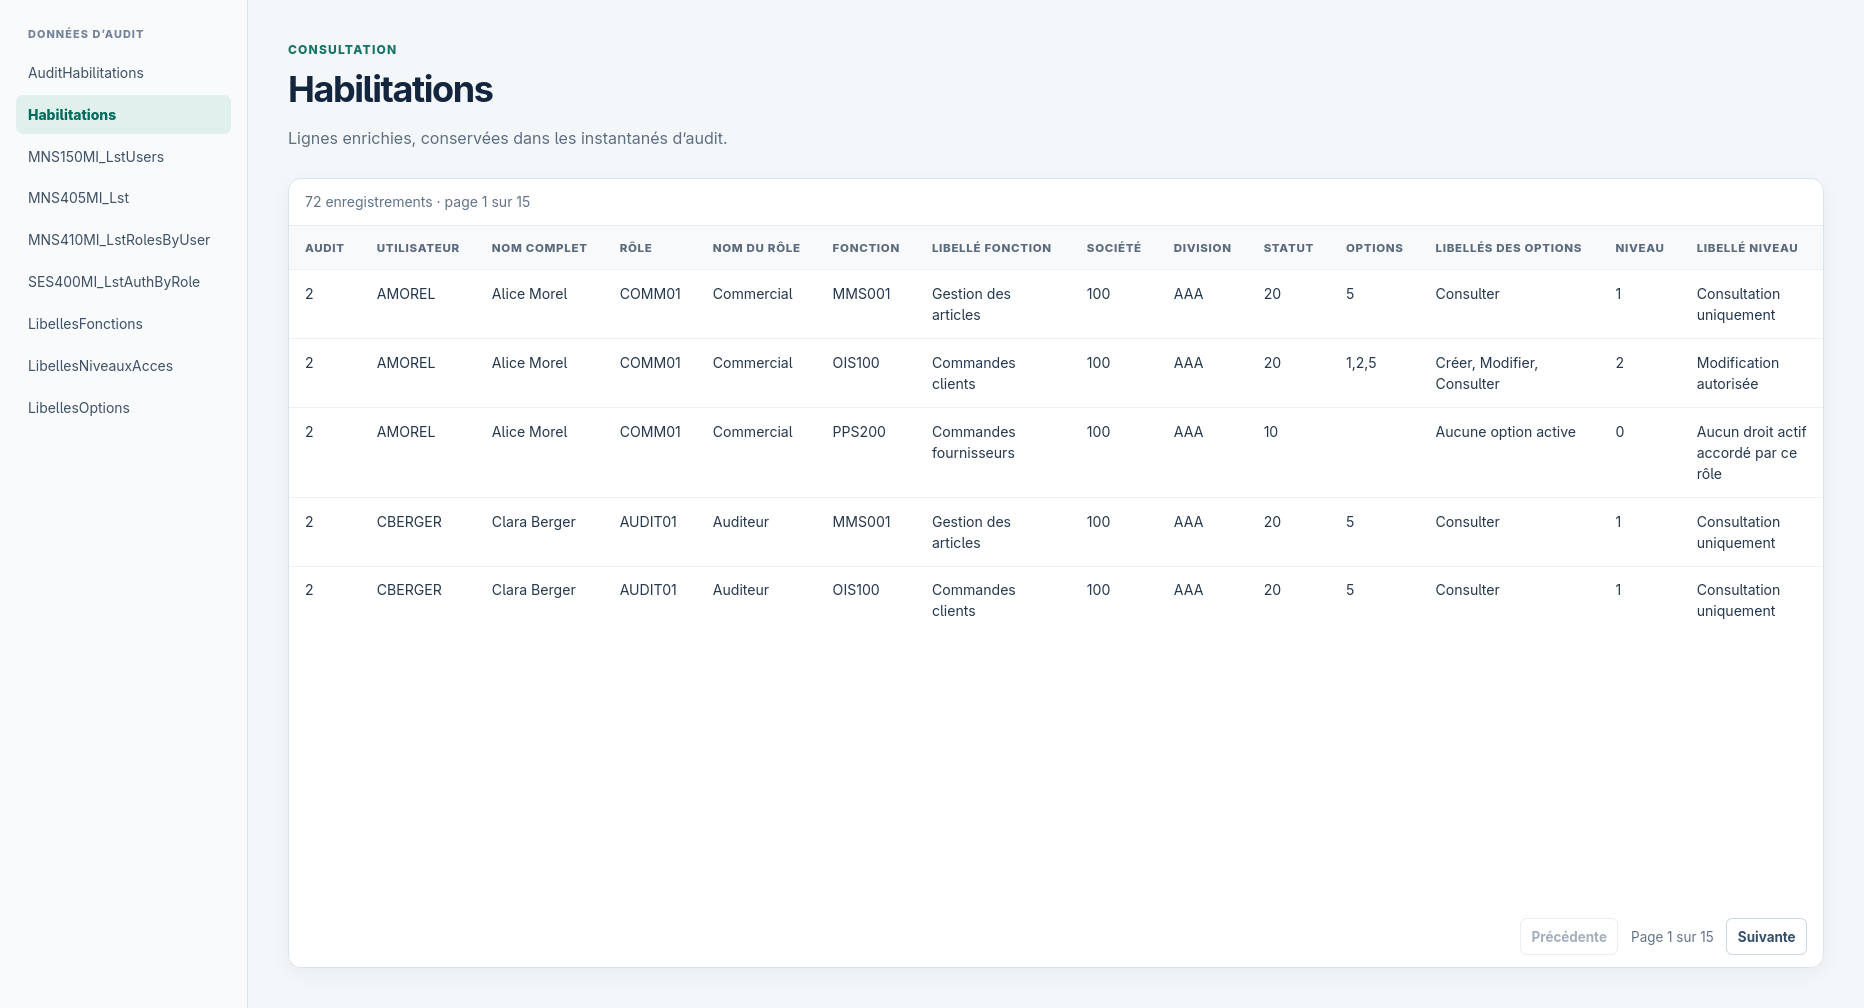 DONNÉES D’AUDIT
AuditHabilitations
Habilitations
MNS150MI_LstUsers
MNS405MI_Lst
MNS410MI_LstRolesByUser
SES400MI_LstAuthByRole
LibellesFonctions
LibellesNiveauxAcces
LibellesOptions
CONSULTATION
Habilitations
Lignes enrichies, conservées dans les instantanés d’audit.
72 enregistrements · page 1 sur 15
AUDIT UTILISATEUR NOM COMPLET RÔLE NOM DU RÔLE FONCTION LIBELLÉ FONCTION SOCIÉTÉ DIVISION STATUT OPTIONS LIBELLÉS DES OPTIONS NIVEAU LIBELLÉ NIVEAU
2 AMOREL Alice Morel COMM01 Commercial MMS001 Gestion des 100 AAA 20 5 Consulter 1 Consultation
articles uniquement
2 AMOREL Alice Morel COMM01 Commercial OIS100 Commandes 100 AAA 20 1,2,5 Créer, Modifier, 2 Modification
clients Consulter autorisée
2 AMOREL Alice Morel COMM01 Commercial PPS200 Commandes 100 AAA 10 Aucune option active 0 Aucun droit actif
fournisseurs accordé par ce
rôle
2 CBERGER Clara Berger AUDIT01 Auditeur MMS001 Gestion des 100 AAA 20 5 Consulter 1 Consultation
articles uniquement
2 CBERGER Clara Berger AUDIT01 Auditeur OIS100 Commandes 100 AAA 20 5 Consulter 1 Consultation
clients uniquement
Précédente Page 1 sur 15 Suivante